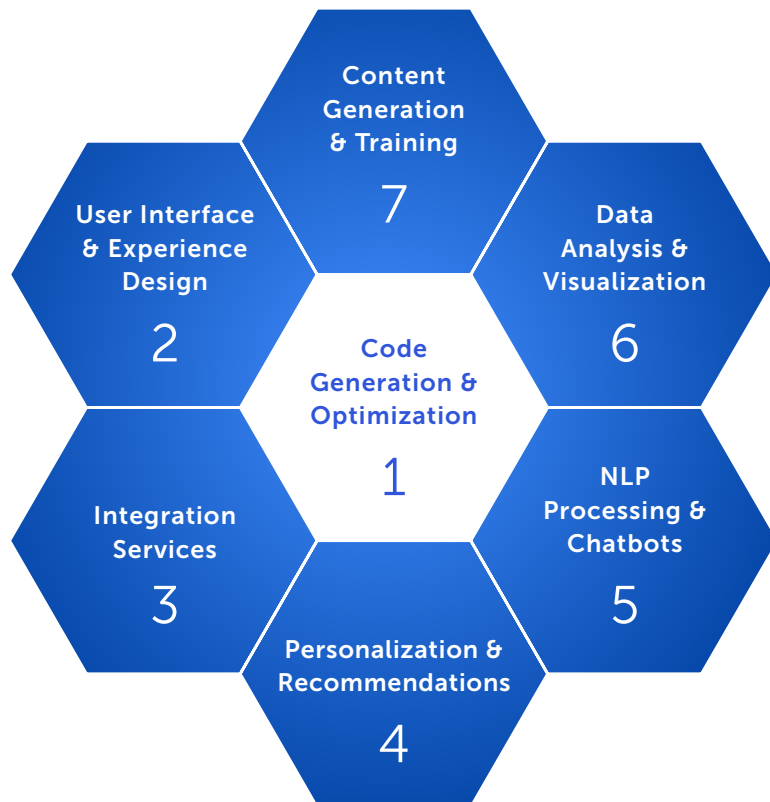 Content
Generation
& Training
7
User Interface
& Experience
Design
2
Data
Analysis &
Visualization
6
Code
Generation &
Optimization
1
Integration
Services
3
NLP
Processing &
Chatbots
5
Personalization &
Recommendations
4